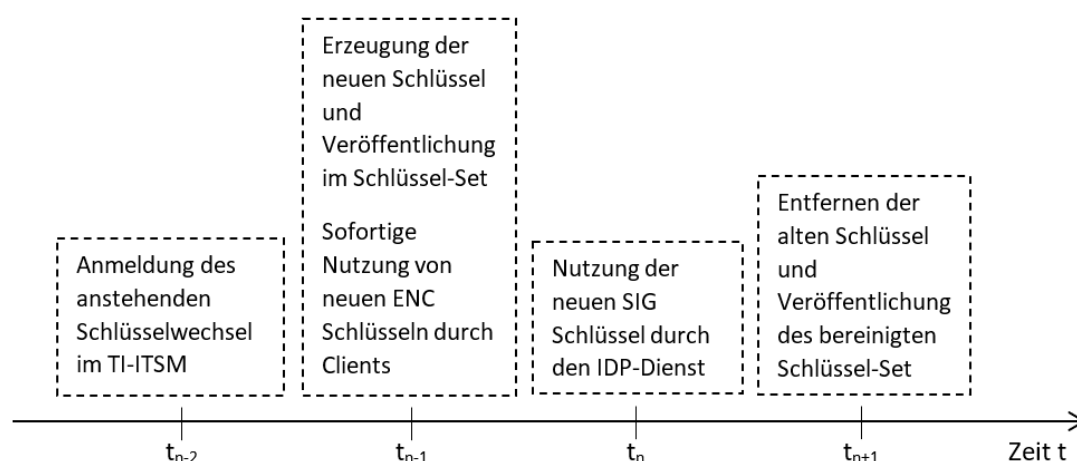 Anmeldung des
anstehenden
Schlüsselwechsel
im TI-ITSM
Erzeugung der
neuen Schlüssel
und
Veröffentlichung
im Schlüssel-Set
Sofortige
Nutzung von
neuen ENC
Schlüsseln durch
Clients
Nutzung der
neuen SIG
Schlüssel durch
den IDP-Dienst
Entfernen der
alten Schlüssel
und
Veröffentlichung
des bereinigten
Schlüssel-Set
tn-2
tn-1
tn
tn+1
Zeit t